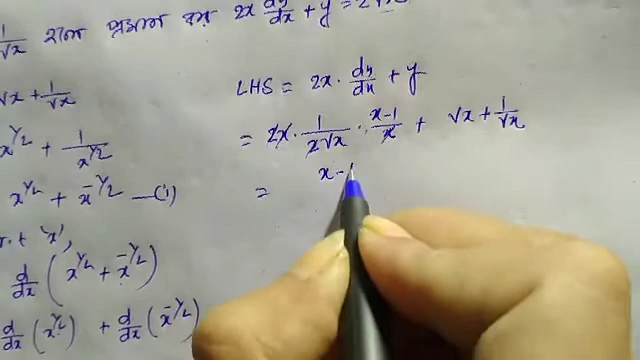 1/√x হলে প্রমাণ কর 2x dy/dx + y = 2√x
√x + 1/√x
x^1/2 + 1/x^1/2
x^1/2 + x^-1/2 —(1)
r. t 'x',
d/dx (x^1/2 + x^-1/2)
d/dx (x^1/2) + d/dx (x^-1/2)
LHS = 2x · dy/dx + y
= 2x · 1/2√x · x-1/x + √x + 1/√x
= x-